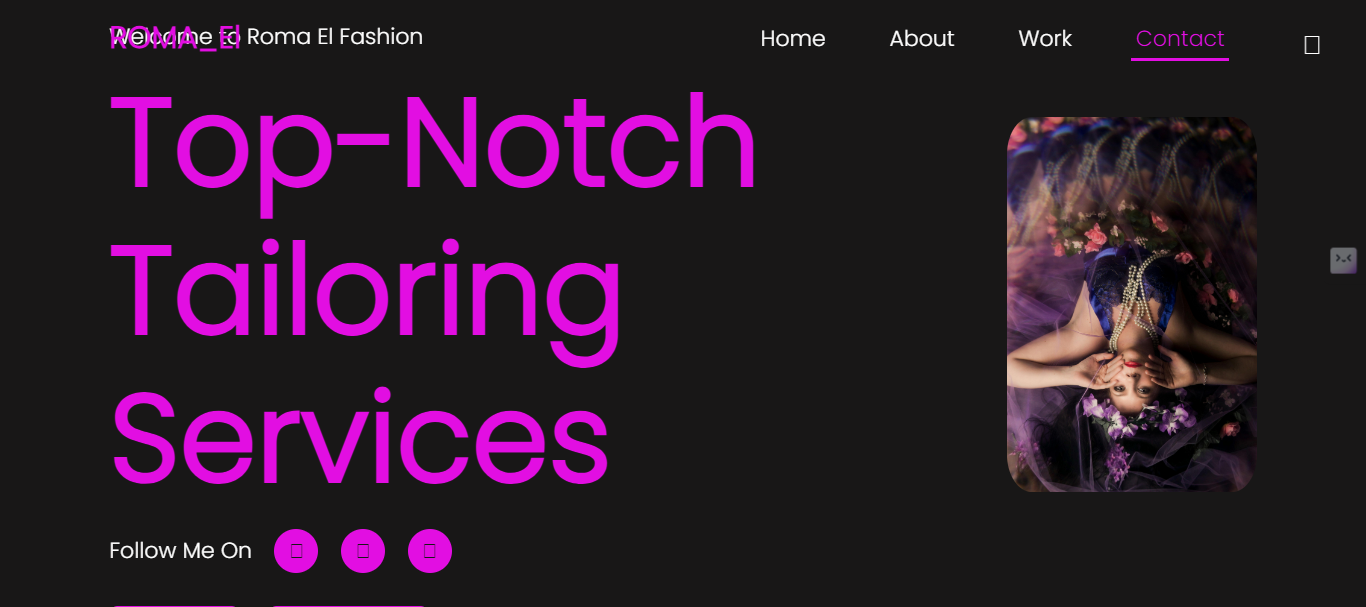 ROMA_El
Welcome to Roma El Fashion
Home About Work Contact
Top-Notch
Tailoring
Services
Follow Me On